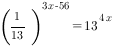 (1/13)^{3x-56} = 13^{4x}